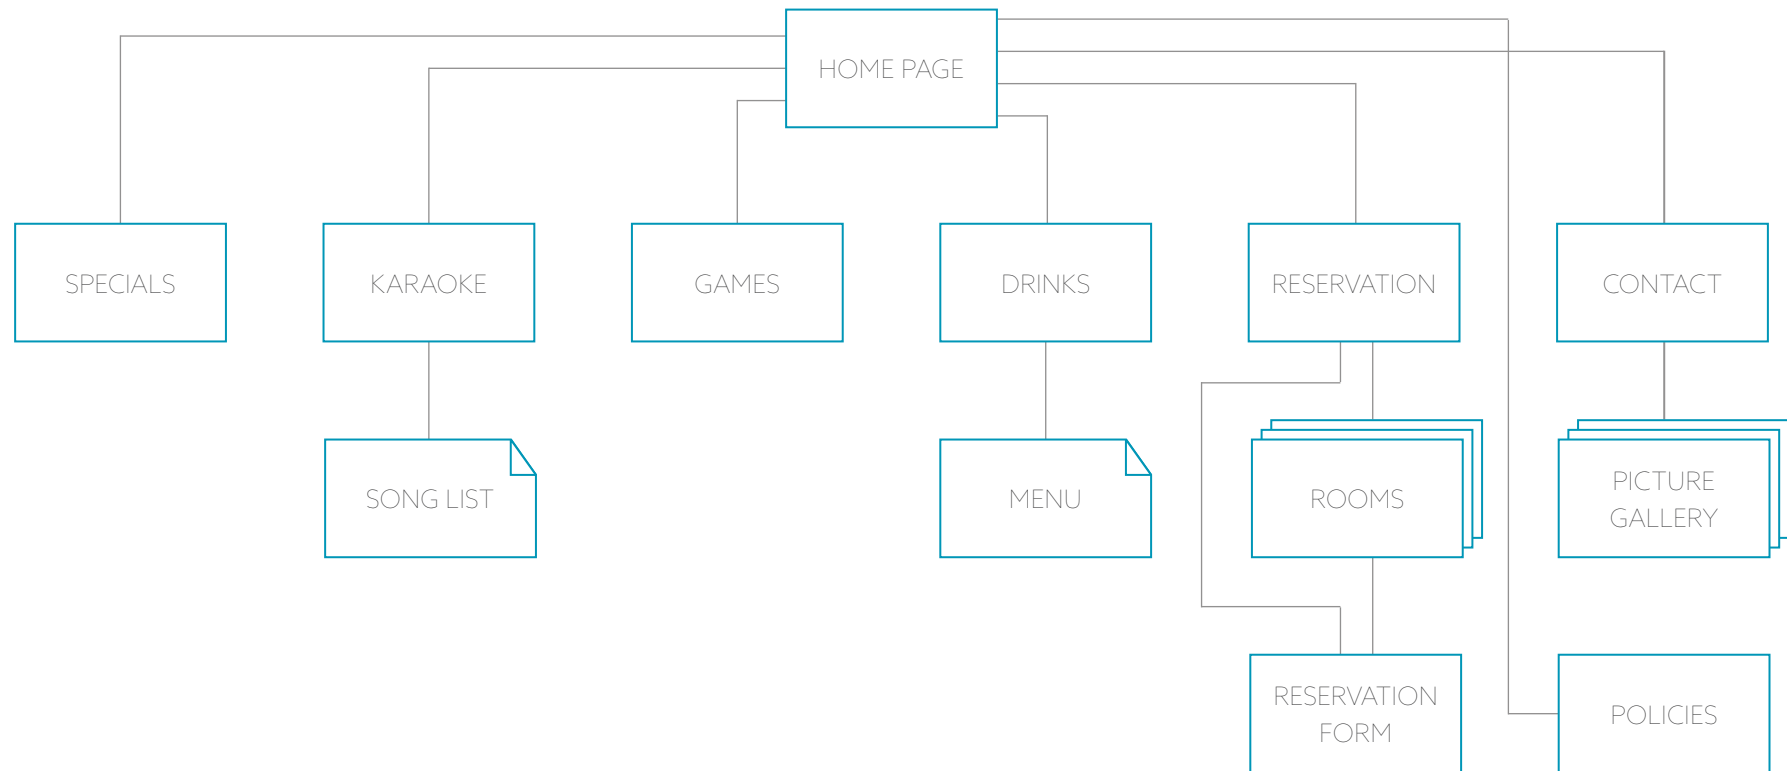 HOME PAGE
SPECIALS
KARAOKE
GAMES
DRINKS
RESERVATION
CONTACT
SONG LIST
MENU
ROOMS
PICTURE
GALLERY
RESERVATION
FORM
POLICIES